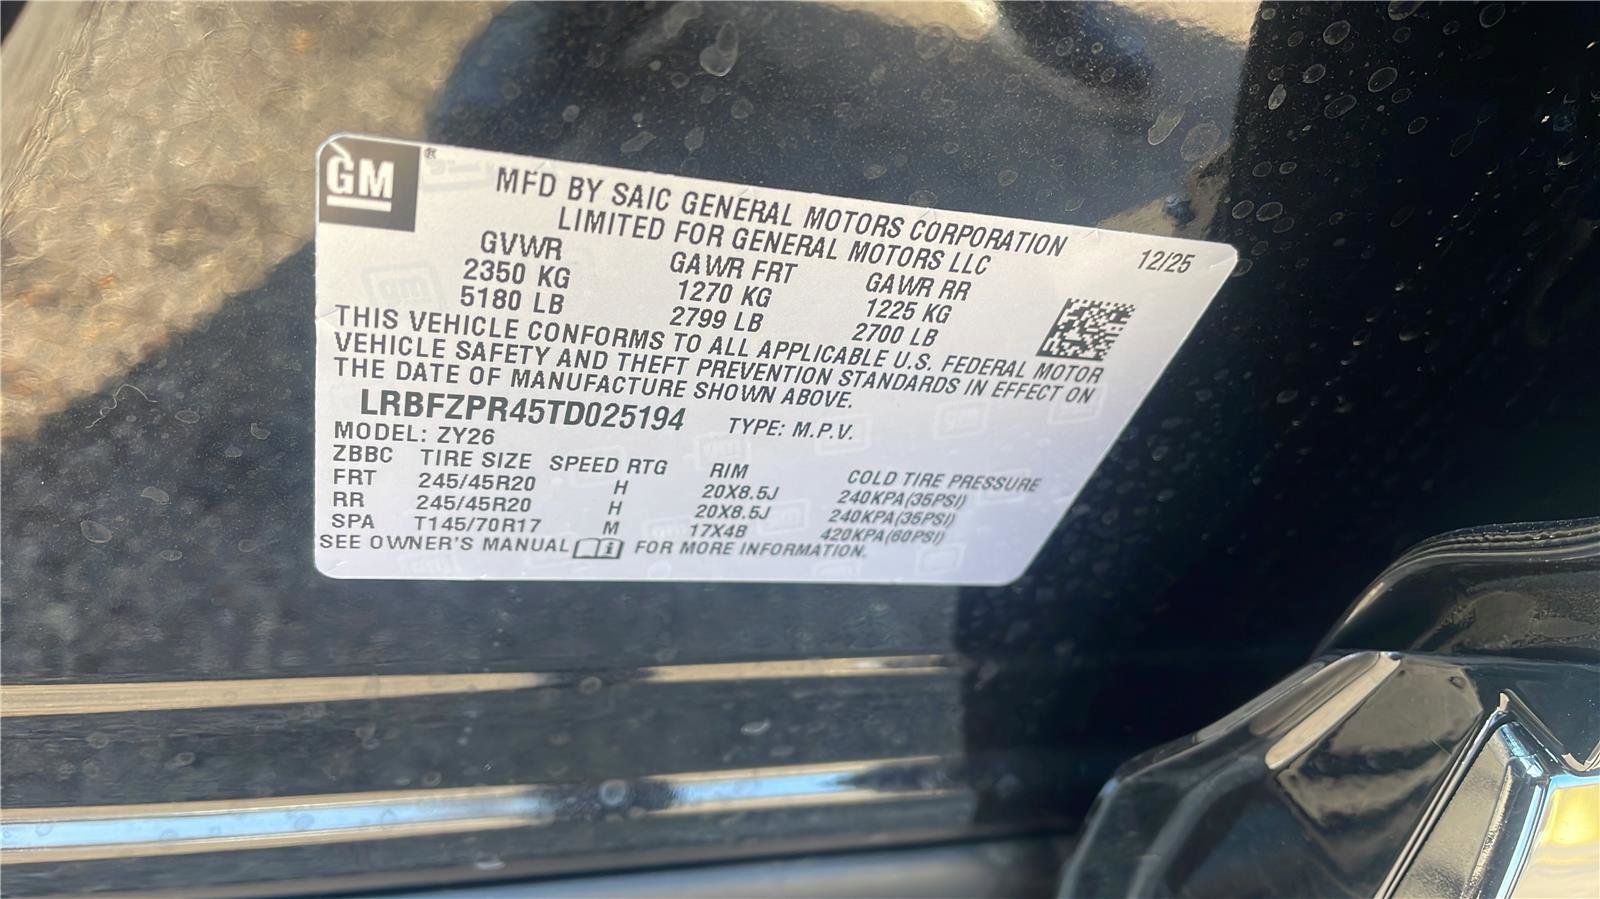 GM ®
MFD BY SAIC GENERAL MOTORS CORPORATION
LIMITED FOR GENERAL MOTORS LLC
12/25
GVWR GAWR FRT GAWR RR
2350 KG 1270 KG 1225 KG
5180 LB 2799 LB 2700 LB
THIS VEHICLE CONFORMS TO ALL APPLICABLE U.S. FEDERAL MOTOR
VEHICLE SAFETY AND THEFT PREVENTION STANDARDS IN EFFECT ON
THE DATE OF MANUFACTURE SHOWN ABOVE.
LRBFZPR45TD025194 TYPE: M.P.V.
MODEL: ZY26
ZBBC TIRE SIZE SPEED RTG RIM COLD TIRE PRESSURE
FRT 245/45R20 H 20X8.5J 240KPA(35PSI)
RR 245/45R20 H 20X8.5J 240KPA(35PSI)
SPA T145/70R17 M 17X4B 420KPA(60PSI)
SEE OWNER'S MANUAL FOR MORE INFORMATION.